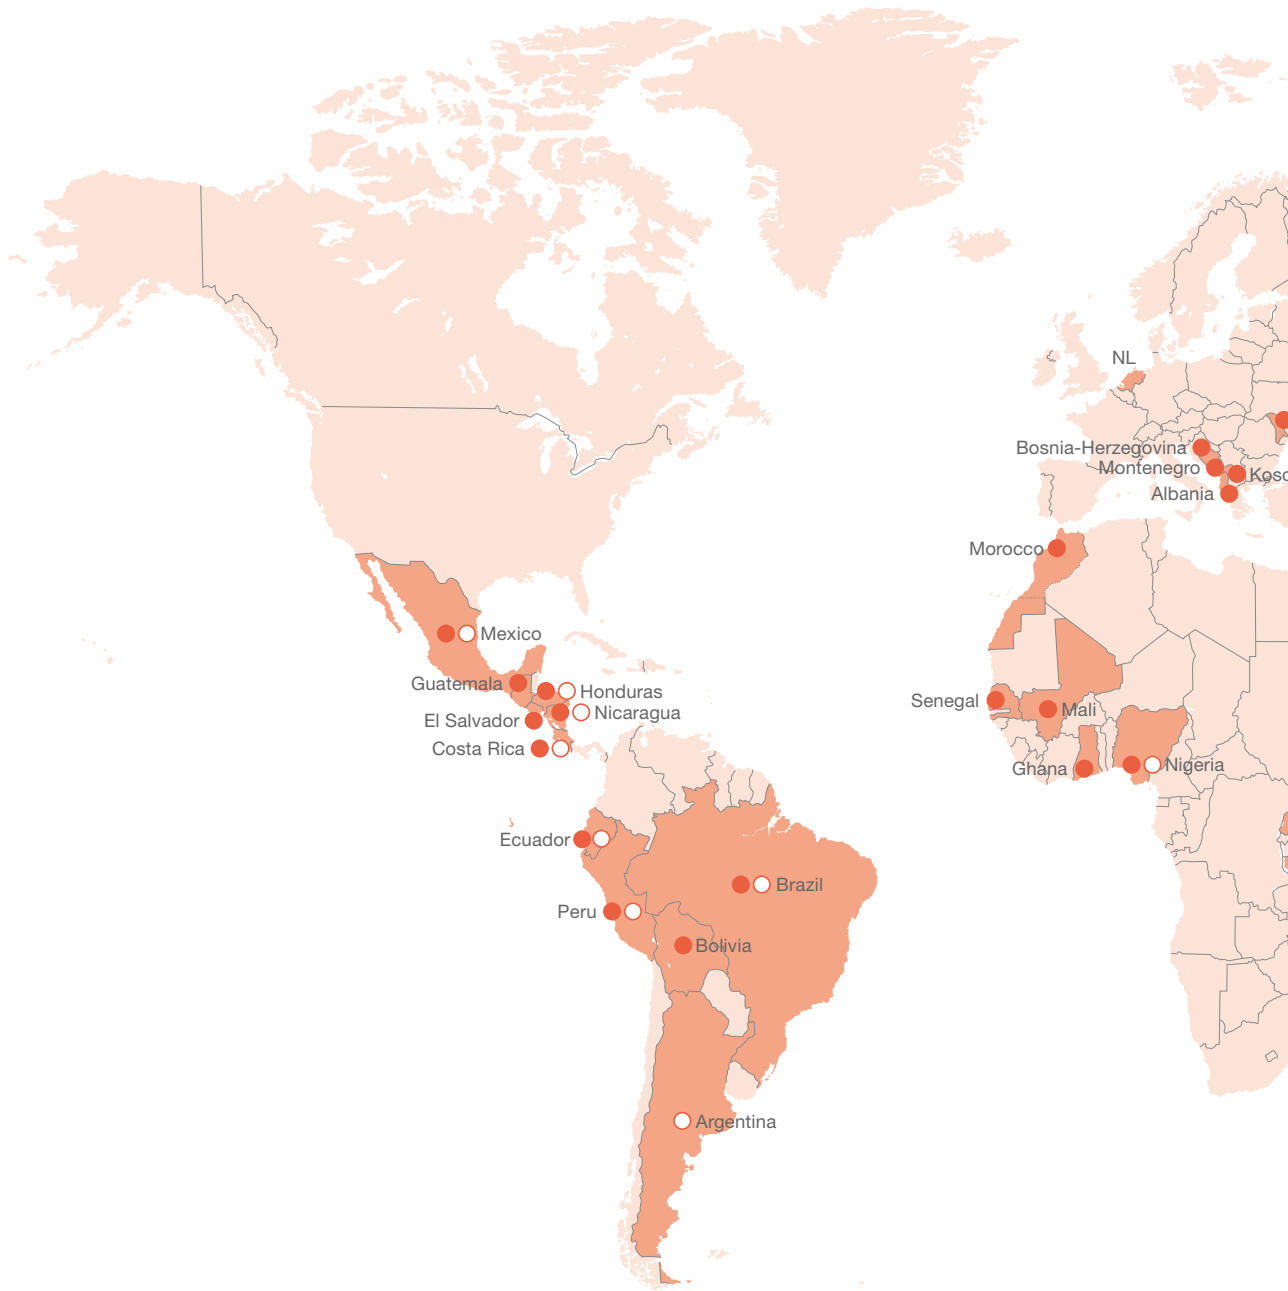 NL
Bosnia-Herzegovina
Montenegro
Koso
Albania
Morocco
Mexico
Guatemala
Honduras
Senegal
Mali
El Salvador
Nicaragua
Costa Rica
Ghana
Nigeria
Ecuador
Brazil
Peru
Bolivia
Argentina